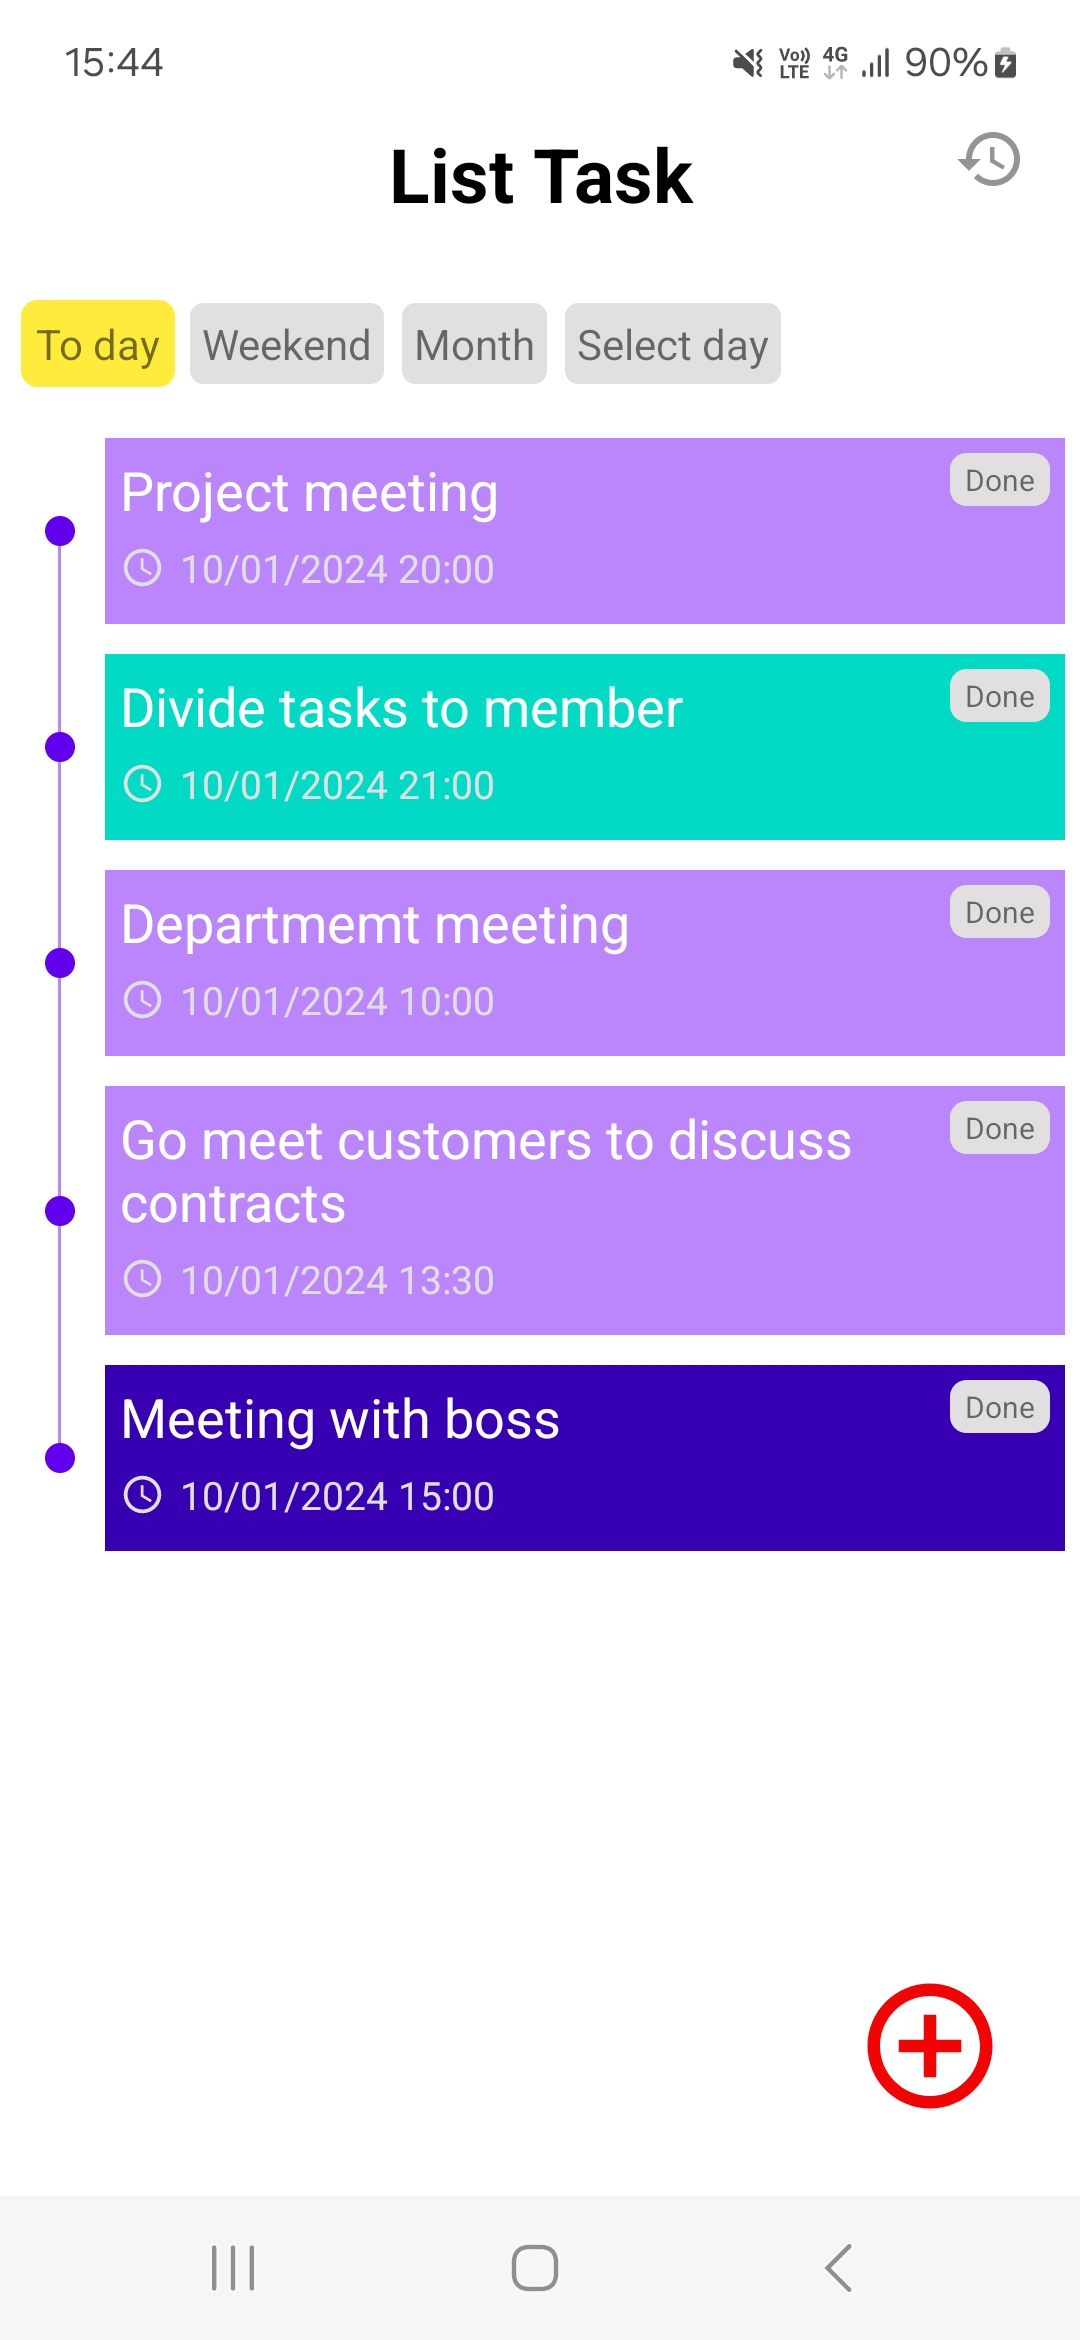 15:44
Vo)) LTE 4G 90%
List Task
To day Weekend Month Select day
Project meeting Done
10/01/2024 20:00
Divide tasks to member Done
10/01/2024 21:00
Departmemt meeting Done
10/01/2024 10:00
Go meet customers to discuss Done
contracts
10/01/2024 13:30
Meeting with boss Done
10/01/2024 15:00